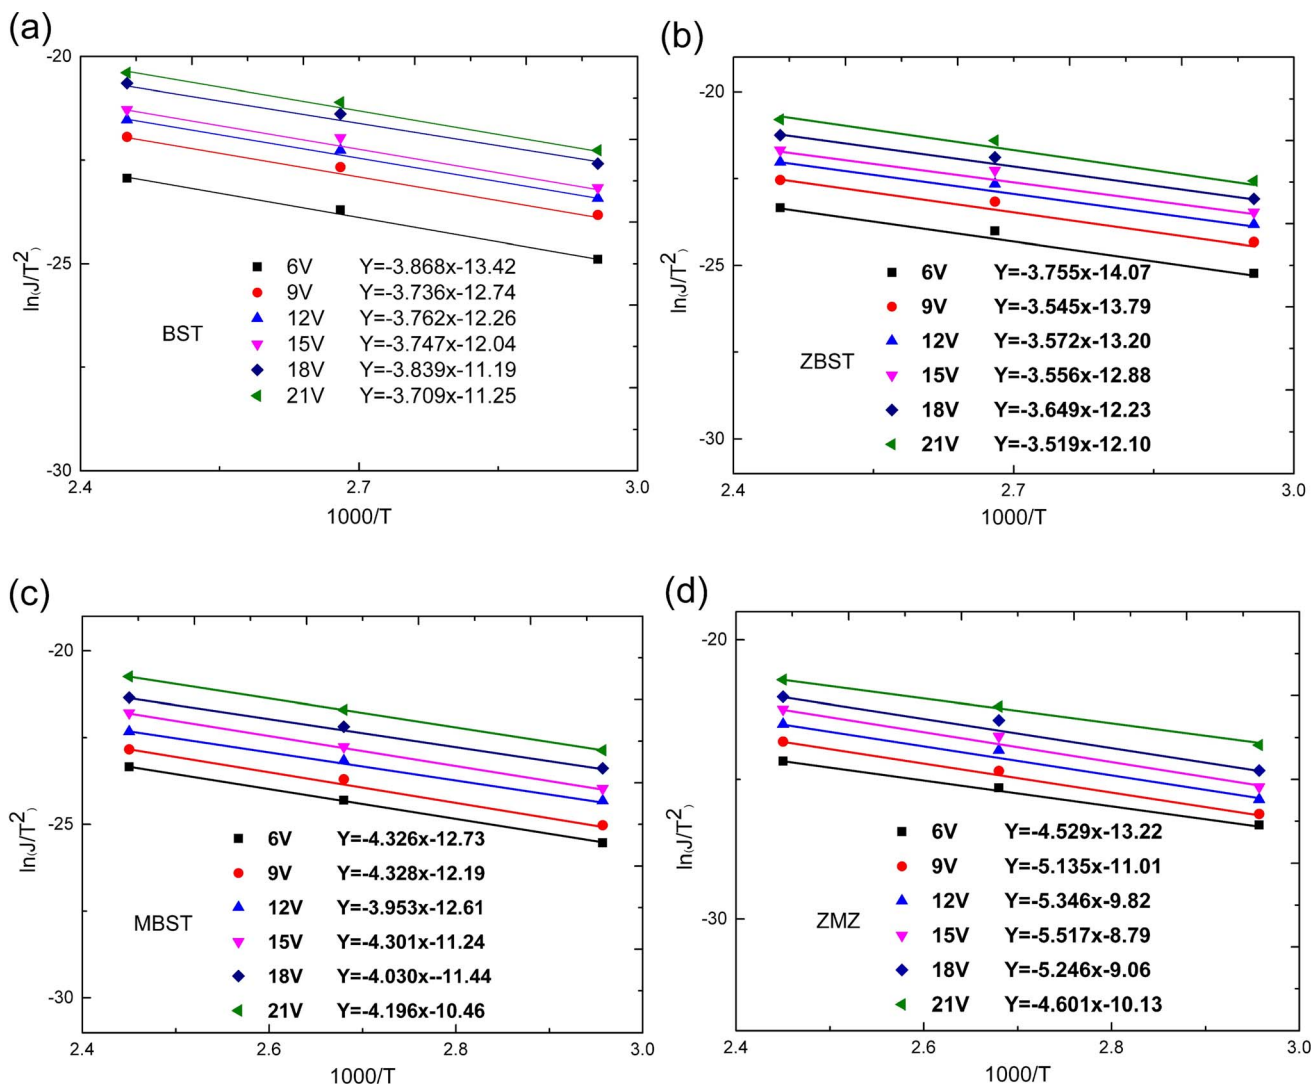 (a)
-20
-25
-30
2.4 2.7 3.0
1000/T
ln(J/T2)
BST
6V Y=-3.868x-13.42
9V Y=-3.736x-12.74
12V Y=-3.762x-12.26
15V Y=-3.747x-12.04
18V Y=-3.839x-11.19
21V Y=-3.709x-11.25
(b)
-20
-25
-30
2.4 2.7 3.0
1000/T
ln(J/T2)
ZBST
6V Y=-3.755x-14.07
9V Y=-3.545x-13.79
12V Y=-3.572x-13.20
15V Y=-3.556x-12.88
18V Y=-3.649x-12.23
21V Y=-3.519x-12.10
(c)
-20
-25
-30
2.4 2.6 2.8 3.0
1000/T
ln(J/T2)
MBST
6V Y=-4.326x-12.73
9V Y=-4.328x-12.19
12V Y=-3.953x-12.61
15V Y=-4.301x-11.24
18V Y=-4.030x--11.44
21V Y=-4.196x-10.46
(d)
-20
-30
2.4 2.6 2.8 3.0
1000/T
ln(J/T2)
ZMZ
6V Y=-4.529x-13.22
9V Y=-5.135x-11.01
12V Y=-5.346x-9.82
15V Y=-5.517x-8.79
18V Y=-5.246x-9.06
21V Y=-4.601x-10.13